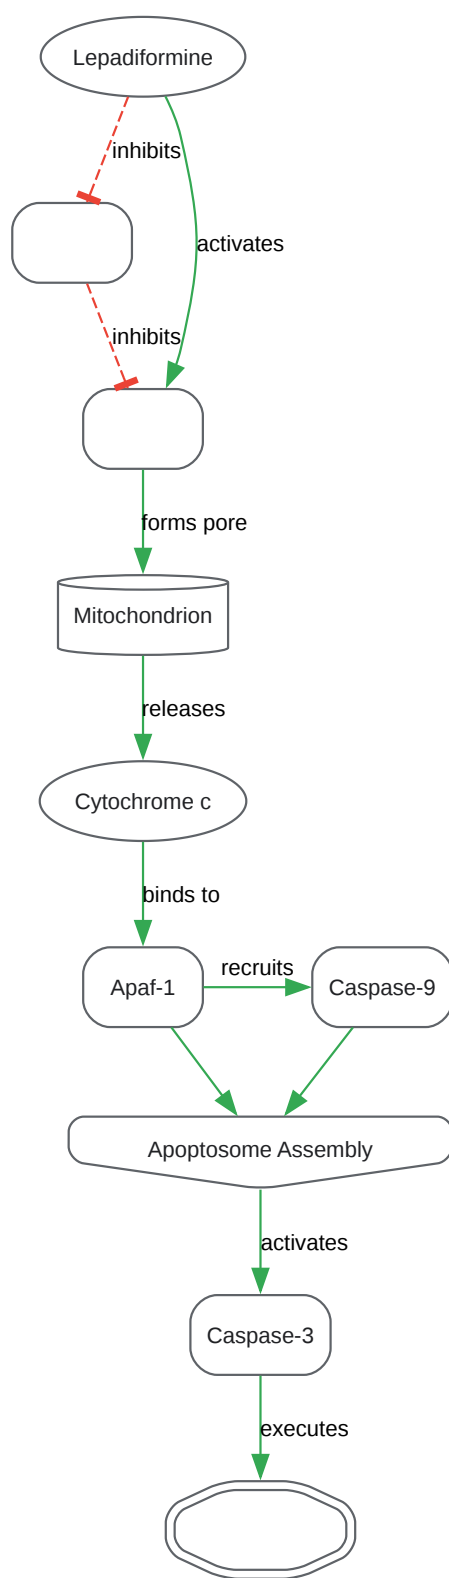 Lepadiformine
inhibits
activates
inhibits
forms pore
Mitochondrion
releases
Cytochrome c
binds to
Apaf-1
recruits
Caspase-9
Apoptosome Assembly
activates
Caspase-3
executes